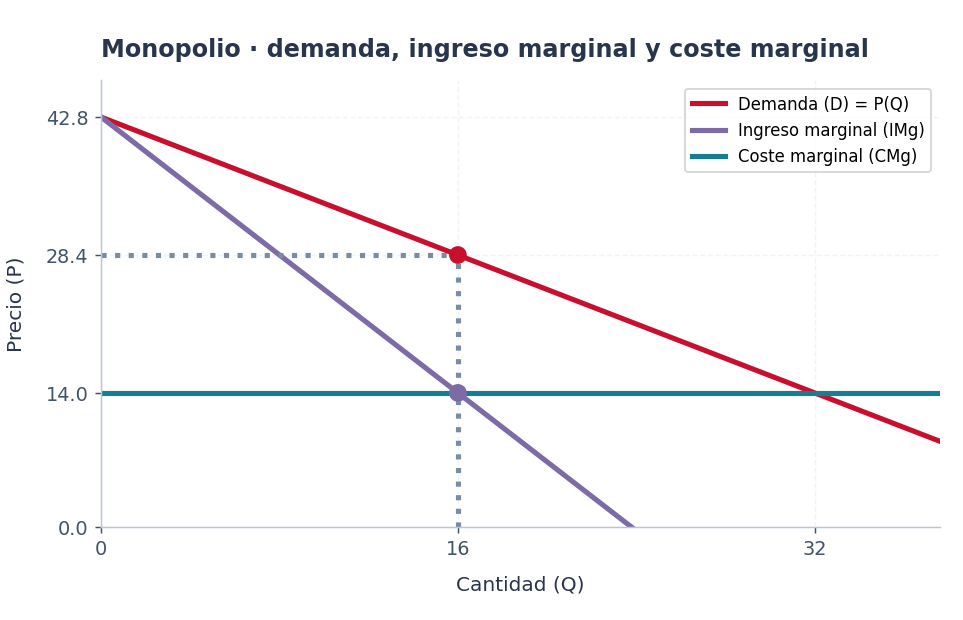 Monopolio · demanda, ingreso marginal y coste marginal
Demanda (D) = P(Q)
Ingreso marginal (IMg)
Coste marginal (CMg)
Precio (P)
42.8
28.4
14.0
0.0
0
16
32
Cantidad (Q)